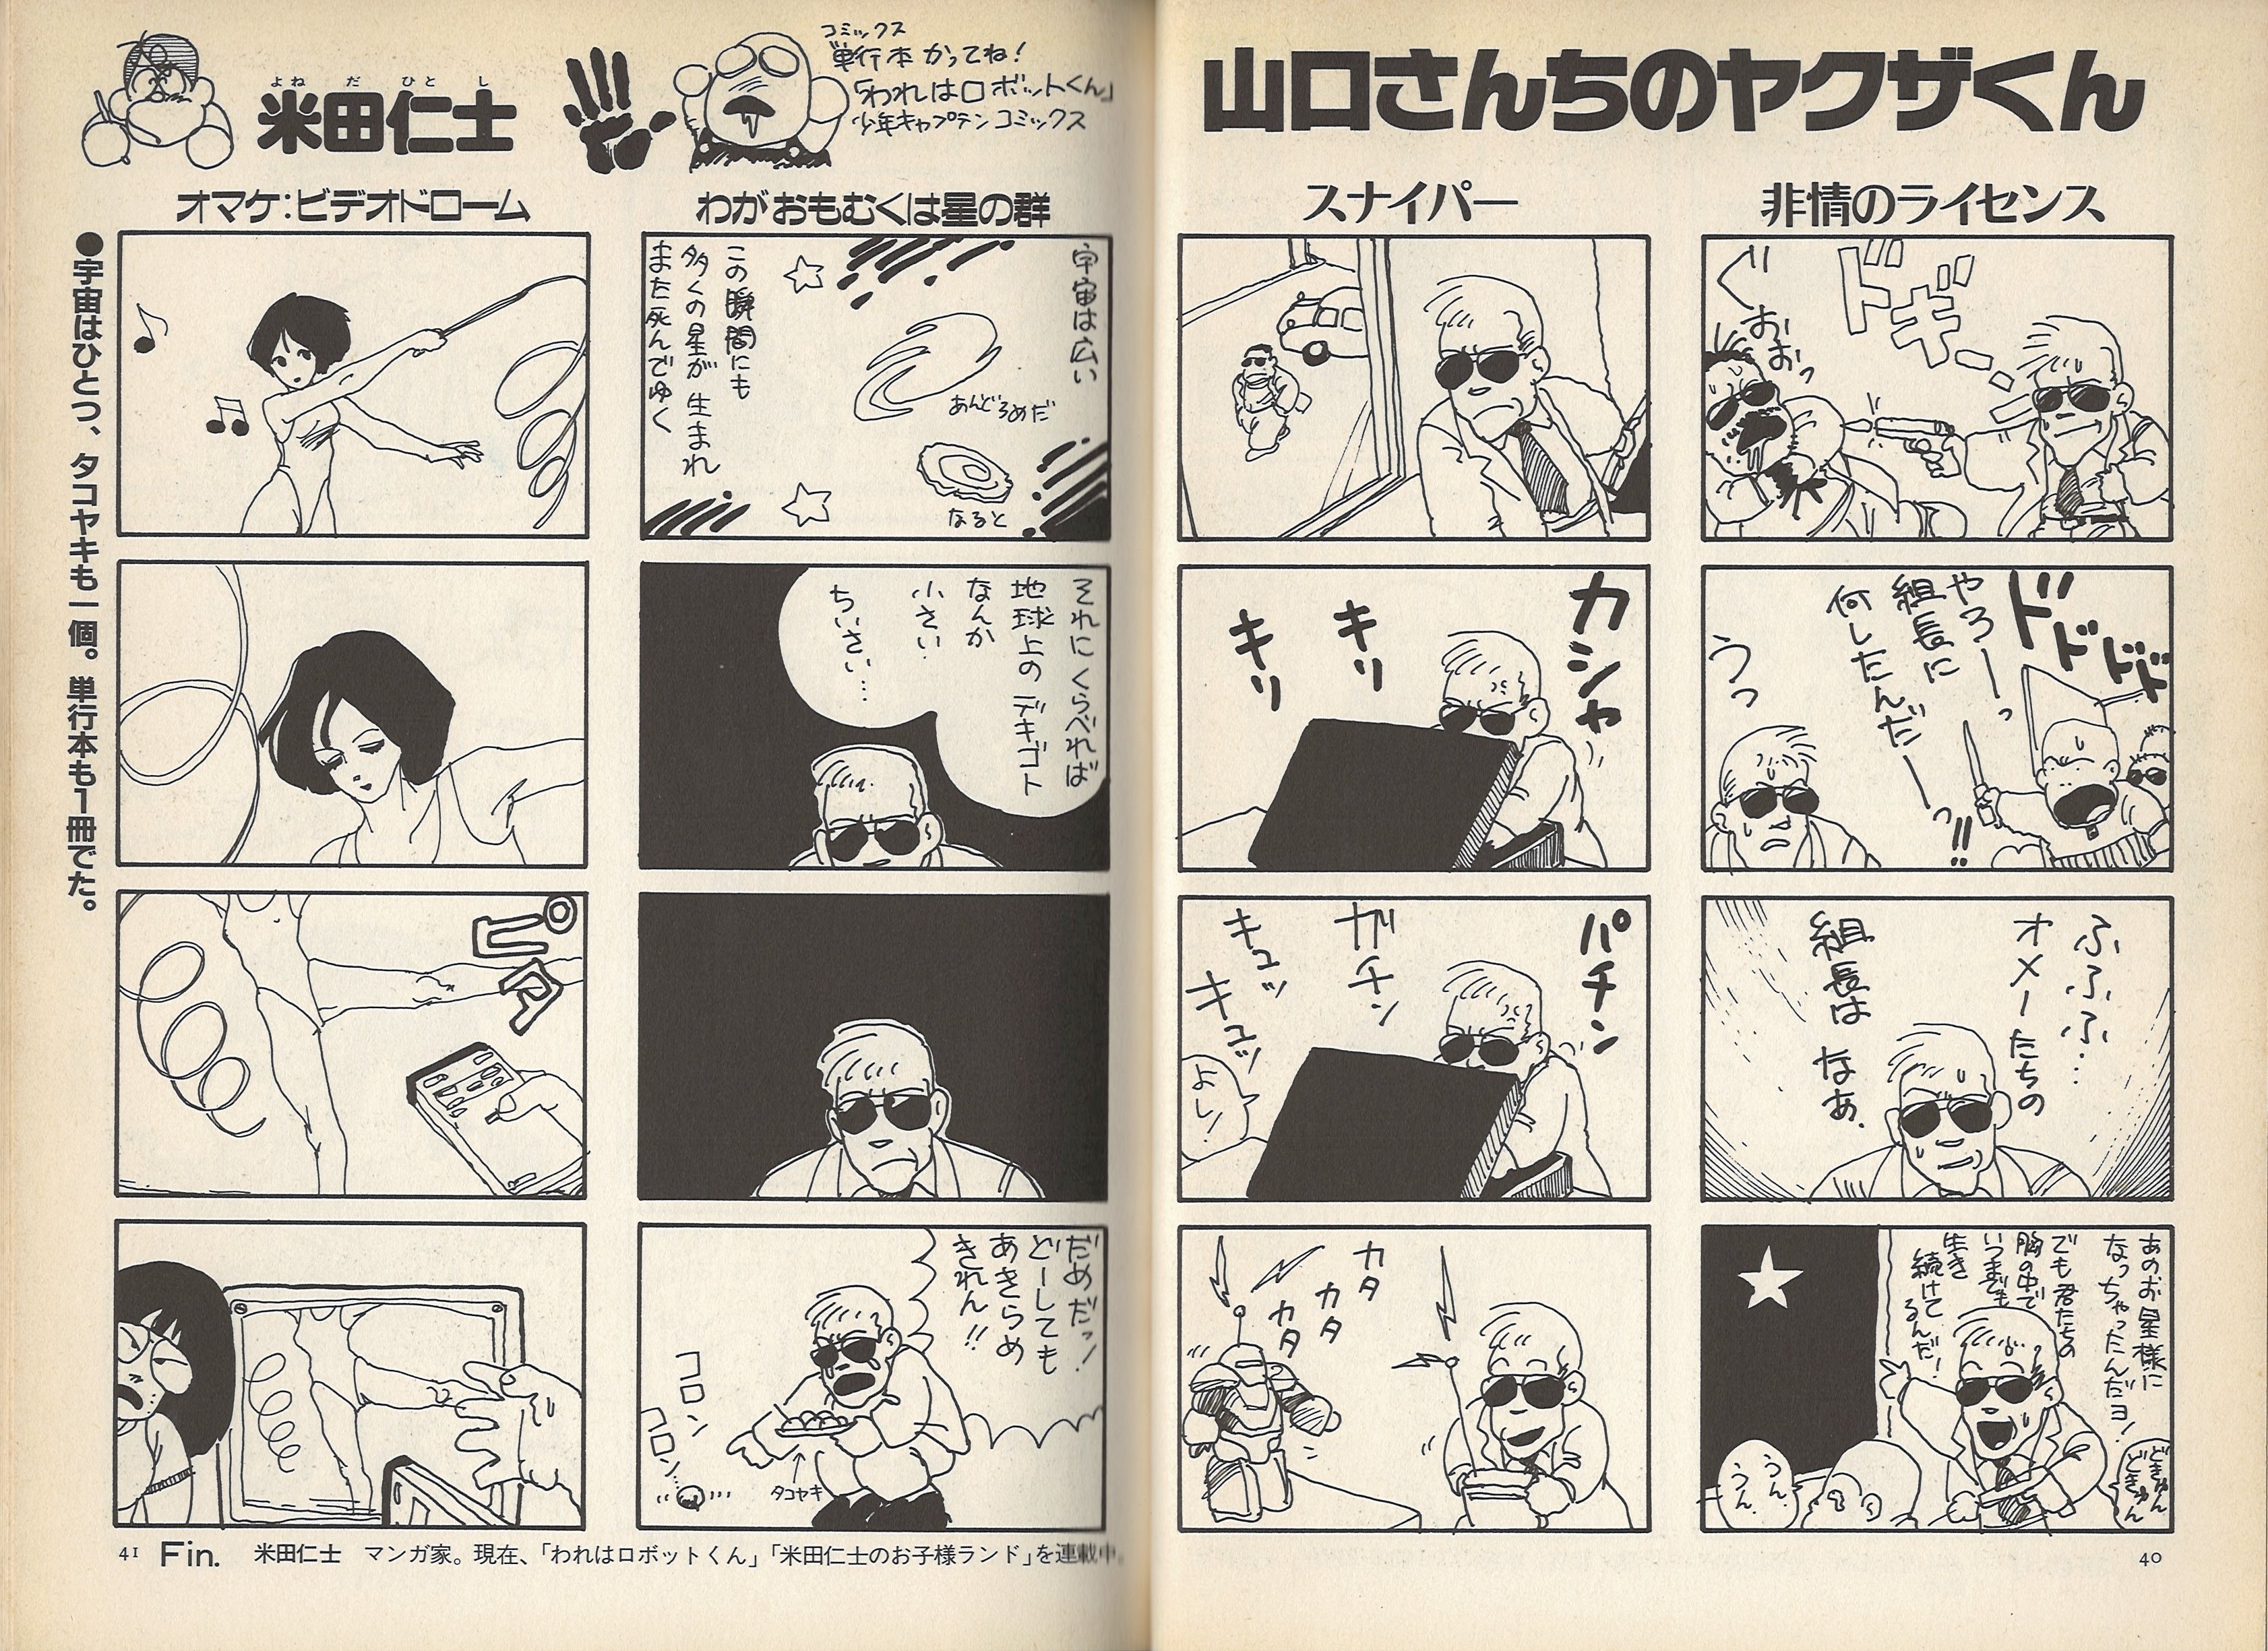 山口さんちのヤクザくん
非情のライセンス
ドギ
ぐおおっ
ドドドド
やろーっ
組長に
何したんだーっ!!
うっ
ふふふ…
オメーたちの
組長は なぁ、
あのお星様に
なっちゃったんだヨ!
でも君たちの
胸の中で
いつまでも
生き
続けて
るんだ!
どきゅん
どきゅん
うん
うん
40
スナイパー
カシャ
キリ
キリ
パチン
ガチン
キュッ
キュッ
よし!
カタ
カタ
カタ
コミックス
単行本 かってね!
「われはロボットくん」
少年キャプテンコミックス
よねだひとし
米田仁士
わがおもむくは星の群
宇宙は広い
あんどろめだ
なると
この瞬間にも
多くの星が 生まれ
また死んでゆく
それに くらべれば
地球上の デキゴト
なんか
小さい
ちいさい…
だめだっ!
どーしても
あきらめ
きれん!!
コロン
コロン…
タコヤキ
オマケ:ビデオドローム
ピタ
●宇宙はひとつ、タコヤキも一個。単行本も1冊でた。
41 Fin. 米田仁士 マンガ家。現在、「われはロボットくん」「米田仁士のお子様ランド」を連載中。